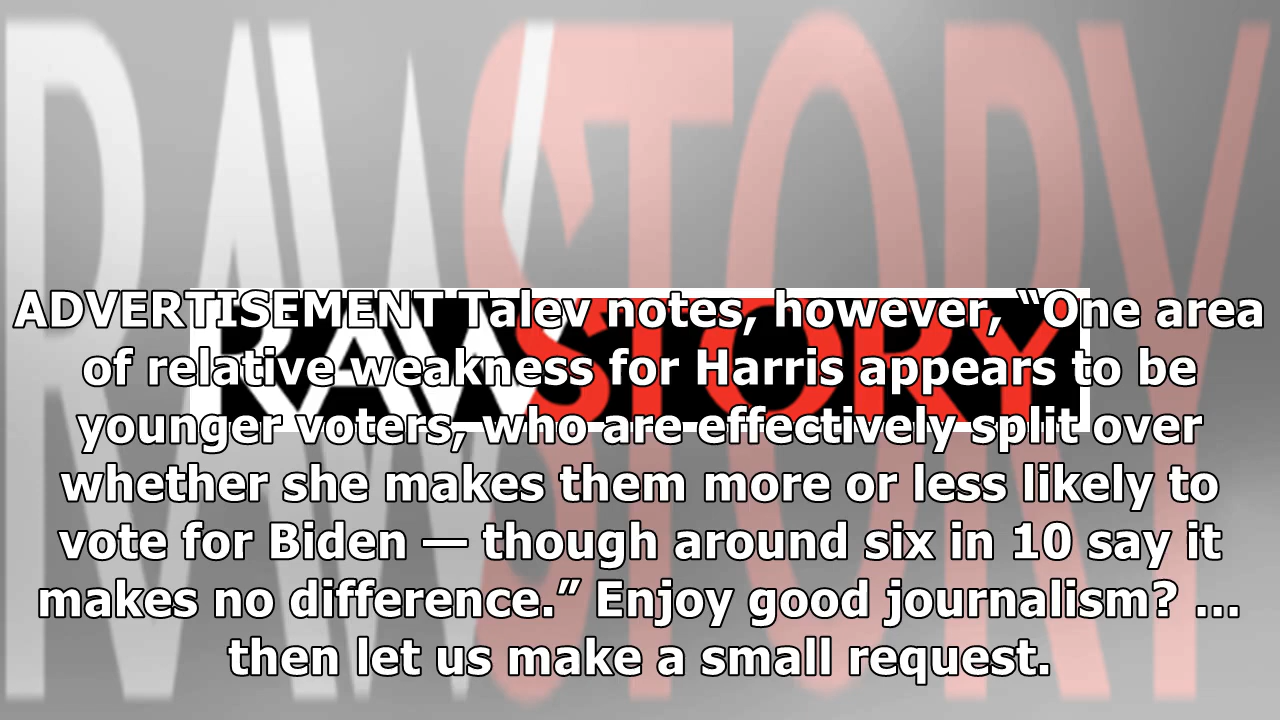 RAWSTORY
RAWSTORY
ADVERTISEMENT Talev notes, however, “One area
of relative weakness for Harris appears to be
younger voters, who are effectively split over
whether she makes them more or less likely to
vote for Biden — though around six in 10 say it
makes no difference.” Enjoy good journalism? ...
then let us make a small request.